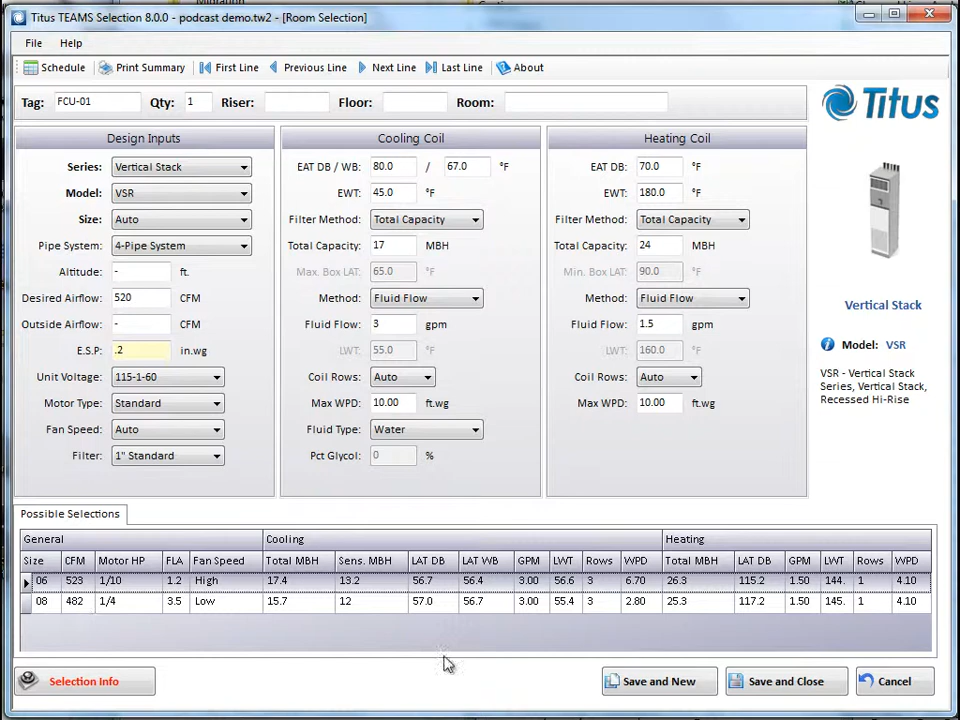 Titus TEAMS Selection 8.0.0 - podcast demo.tw2 - [Room Selection]
File Help
Schedule Print Summary First Line Previous Line Next Line Last Line About
Tag: FCU-01 Qty: 1 Riser: Floor: Room:
Titus
Design Inputs
Series: Vertical Stack
Model: VSR
Size: Auto
Pipe System: 4-Pipe System
Altitude: - ft.
Desired Airflow: 520 CFM
Outside Airflow: - CFM
E.S.P: .2 in.wg
Unit Voltage: 115-1-60
Motor Type: Standard
Fan Speed: Auto
Filter: 1" Standard
Cooling Coil
EAT DB / WB: 80.0 / 67.0 °F
EWT: 45.0 °F
Filter Method: Total Capacity
Total Capacity: 17 MBH
Max. Box LAT: 65.0 °F
Method: Fluid Flow
Fluid Flow: 3 gpm
LWT: 55.0 °F
Coil Rows: Auto
Max WPD: 10.00 ft.wg
Fluid Type: Water
Pct Glycol: 0 %
Heating Coil
EAT DB: 70.0 °F
EWT: 180.0 °F
Filter Method: Total Capacity
Total Capacity: 24 MBH
Min. Box LAT: 90.0 °F
Method: Fluid Flow
Fluid Flow: 1.5 gpm
LWT: 160.0 °F
Coil Rows: Auto
Max WPD: 10.00 ft.wg
Vertical Stack
Model: VSR
VSR - Vertical Stack
Series, Vertical Stack,
Recessed Hi-Rise
Possible Selections
General Cooling Heating
Size CFM Motor HP FLA Fan Speed Total MBH Sens. MBH LAT DB LAT WB GPM LWT Rows WPD Total MBH LAT DB GPM LWT Rows WPD
06 523 1/10 1.2 High 17.4 13.2 56.7 56.4 3.00 56.6 3 6.70 26.3 115.2 1.50 144. 1 4.10
08 482 1/4 3.5 Low 15.7 12 57.0 56.7 3.00 55.4 3 2.80 25.3 117.2 1.50 145. 1 4.10
Selection Info Save and New Save and Close Cancel